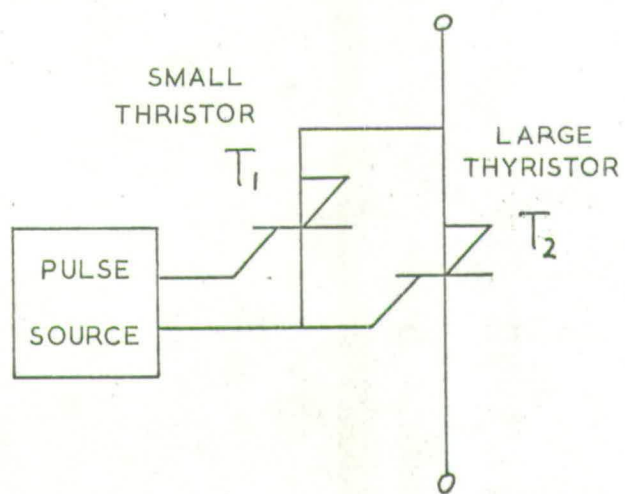 SMALL
THRISTOR
T1
LARGE
THYRISTOR
T2
PULSE
SOURCE